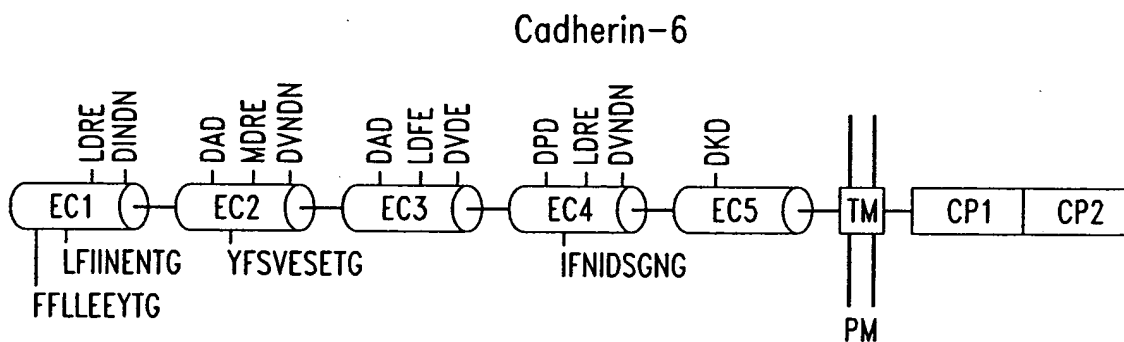 Cadherin-6
LDRE
DINDN
DAD
MDRE
DVNDN
DAD
LDFE
DVDE
DPD
LDRE
DVNDN
DKD
EC1
EC2
EC3
EC4
EC5
TM
CP1
CP2
LFIINENTG
YFSVESETG
IFNIDSGNG
FFLLEEYTG
PM